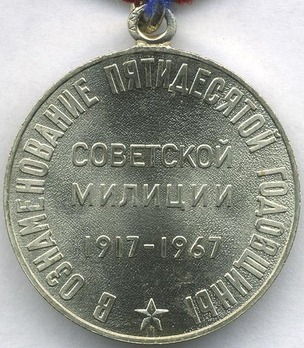 В ОЗНАМЕНОВАНИЕ ПЯТИДЕСЯТОЙ ГОДОВЩИНЫ
СОВЕТСКОЙ
МИЛИЦИИ
1917-1967